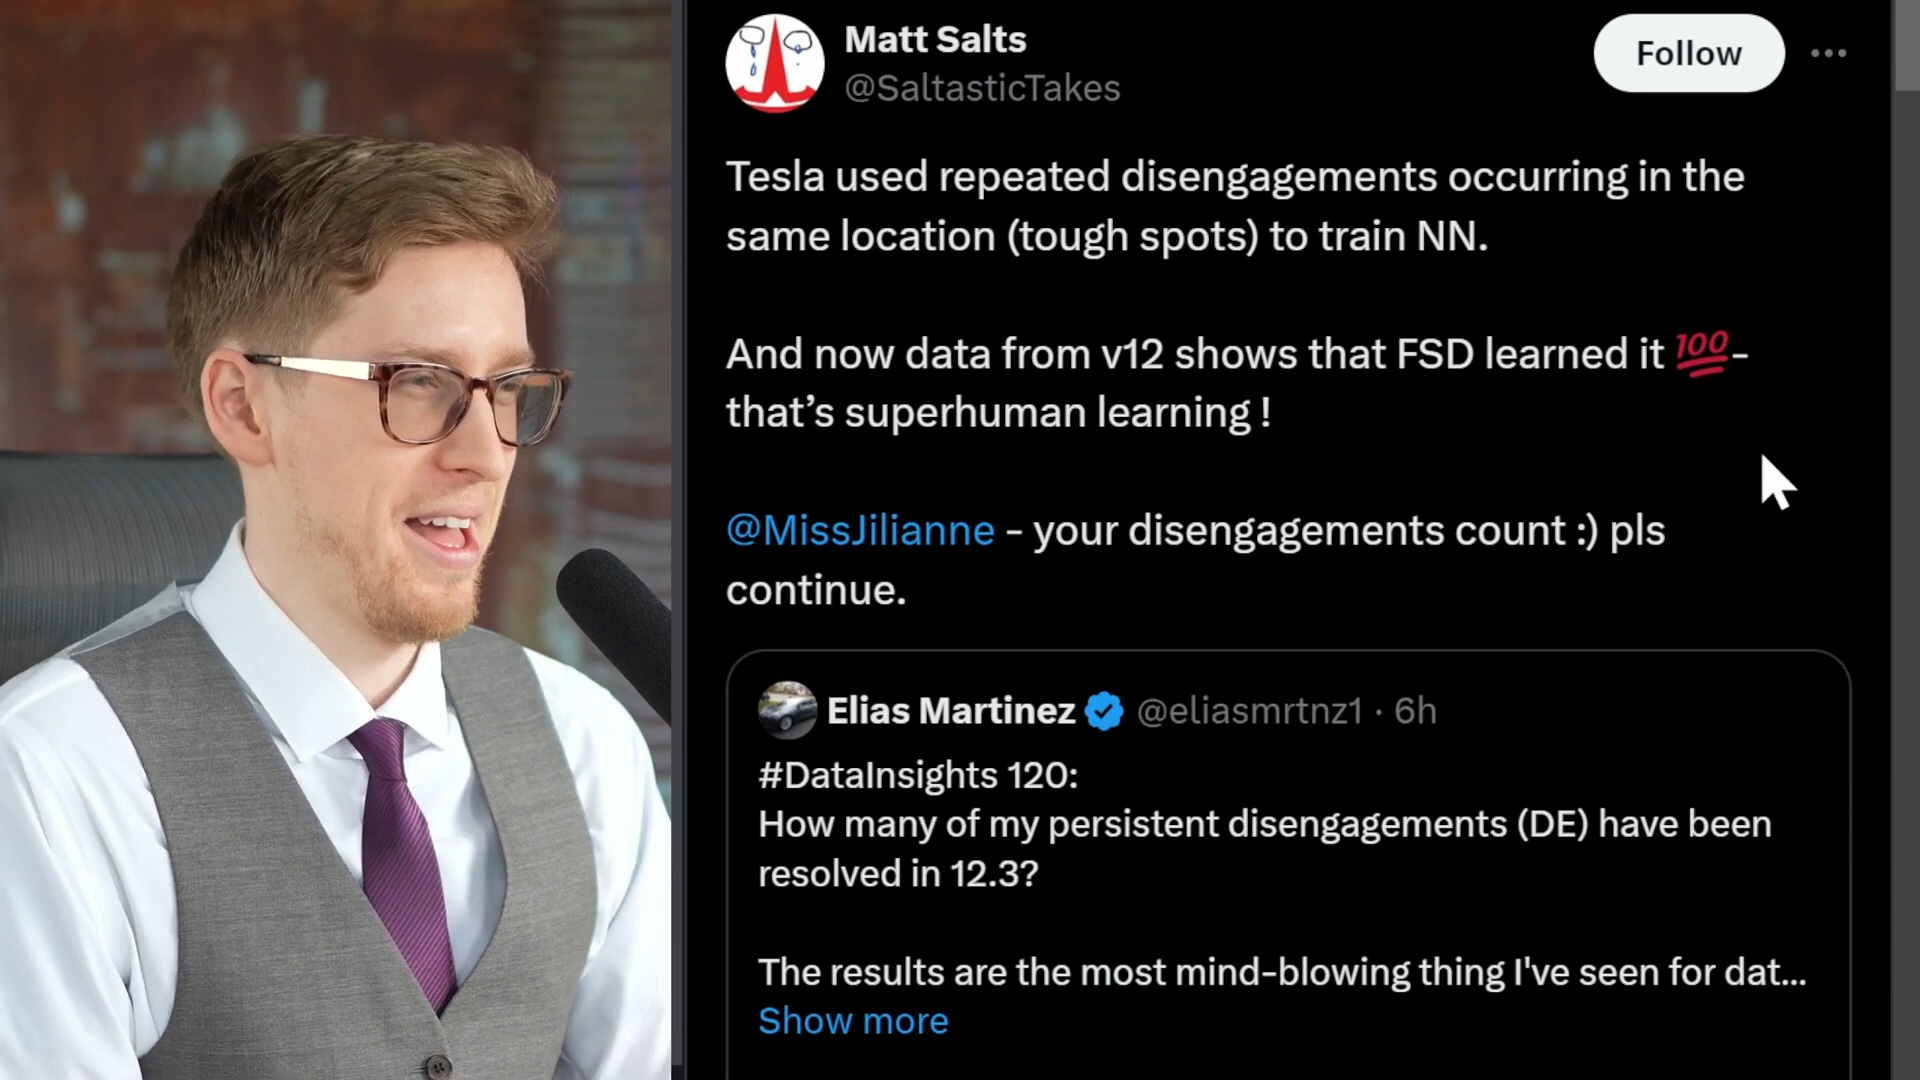 Matt Salts
@SaltasticTakes
Follow
Tesla used repeated disengagements occurring in the
same location (tough spots) to train NN.
And now data from v12 shows that FSD learned it 💯-
that’s superhuman learning !
@MissJilianne - your disengagements count :) pls
continue.
Elias Martinez @eliasmrtnz1 · 6h
#DataInsights 120:
How many of my persistent disengagements (DE) have been
resolved in 12.3?
The results are the most mind-blowing thing I've seen for dat...
Show more